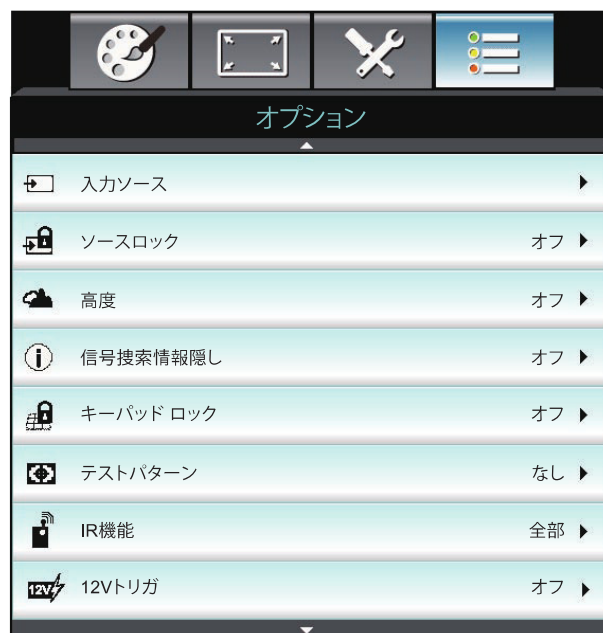 オプション
入力ソース
ソースロック オフ
高度 オフ
信号捜索情報隠し オフ
キーパッド ロック オフ
テストパターン なし
IR機能 全部
12V 12Vトリガ オフ